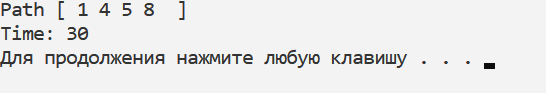 Path [ 1 4 5 8  ]
Time: 30
Для продолжения нажмите любую клавишу . . .